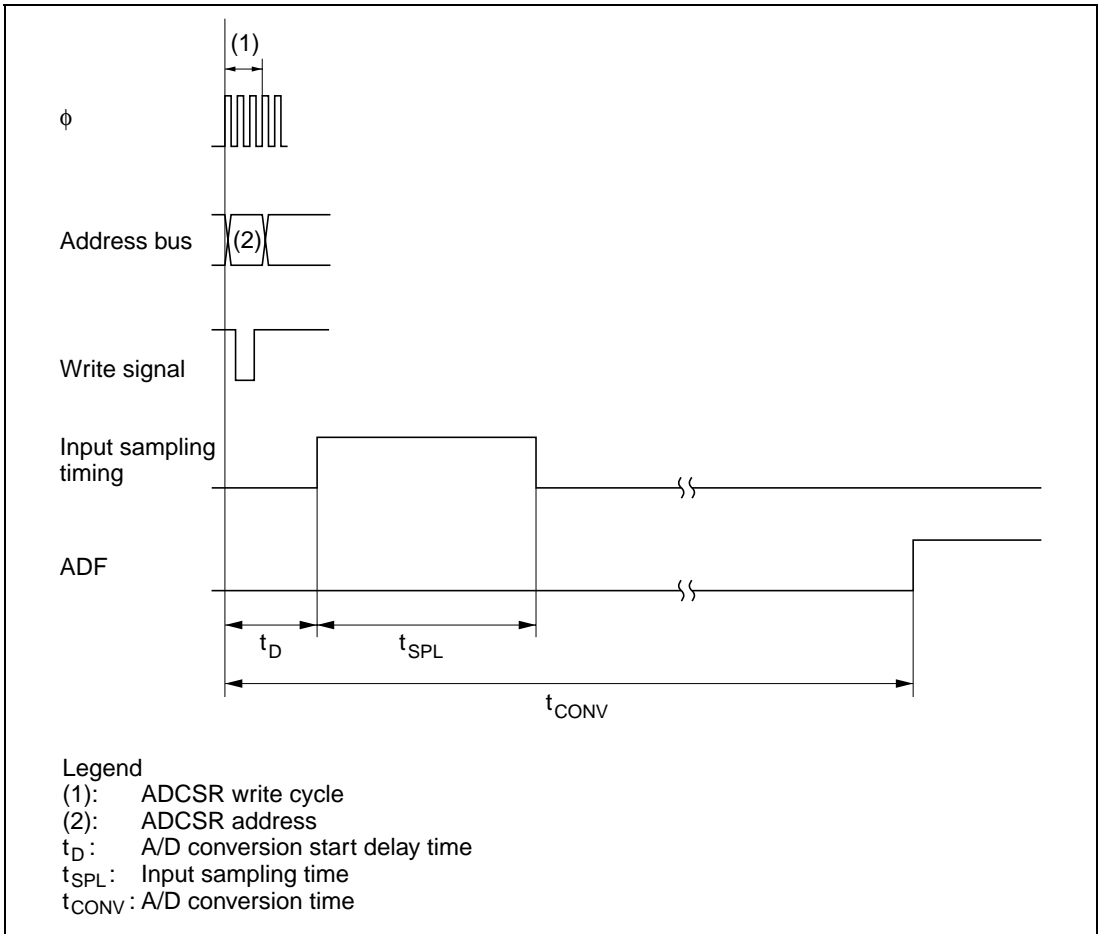 (1)
ϕ
Address bus
(2)
Write signal
Input sampling
timing
ADF
tD
tSPL
tCONV
Legend
(1): ADCSR write cycle
(2): ADCSR address
tD : A/D conversion start delay time
tSPL : Input sampling time
tCONV : A/D conversion time